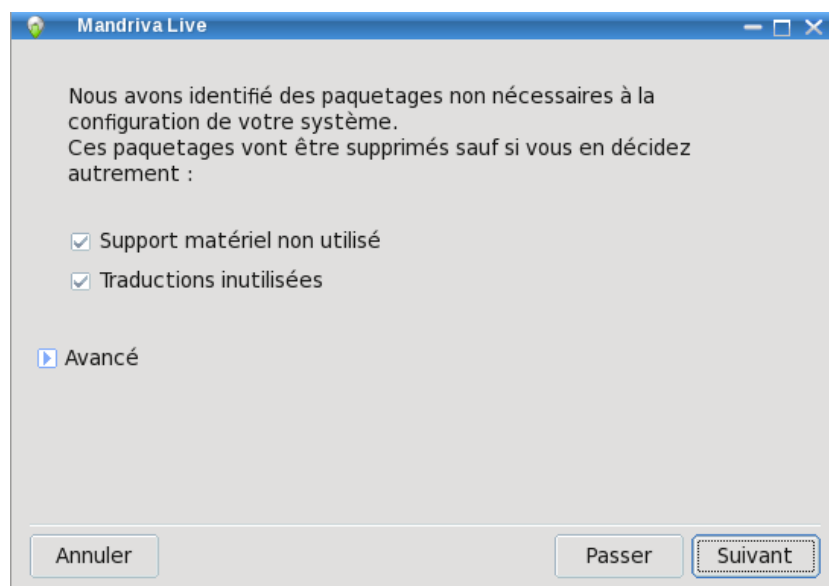 Mandriva Live
Nous avons identifié des paquetages non nécessaires à la
configuration de votre système.
Ces paquetages vont être supprimés sauf si vous en décidez
autrement :
Support matériel non utilisé
Traductions inutilisées
Avancé
Annuler Passer Suivant